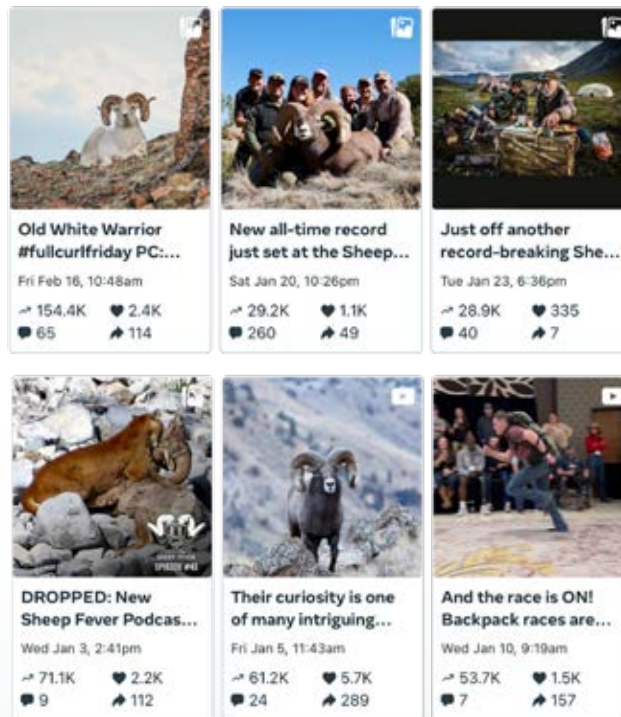 Old White Warrior
#fullcurlfriday PC:...
Fri Feb 16, 10:48am
154.4K 2.4K
65 114
New all-time record
just set at the Sheep...
Sat Jan 20, 10:26pm
29.2K 1.1K
260 49
Just off another
record-breaking She...
Tue Jan 23, 6:36pm
28.9K 335
40 7
EPISODE #43
DROPPED: New
Sheep Fever Podcas...
Wed Jan 3, 2:41pm
71.1K 2.2K
9 112
Their curiosity is one
of many intriguing...
Fri Jan 5, 11:43am
61.2K 5.7K
24 289
And the race is ON!
Backpack races are...
Wed Jan 10, 9:19am
53.7K 1.5K
7 157